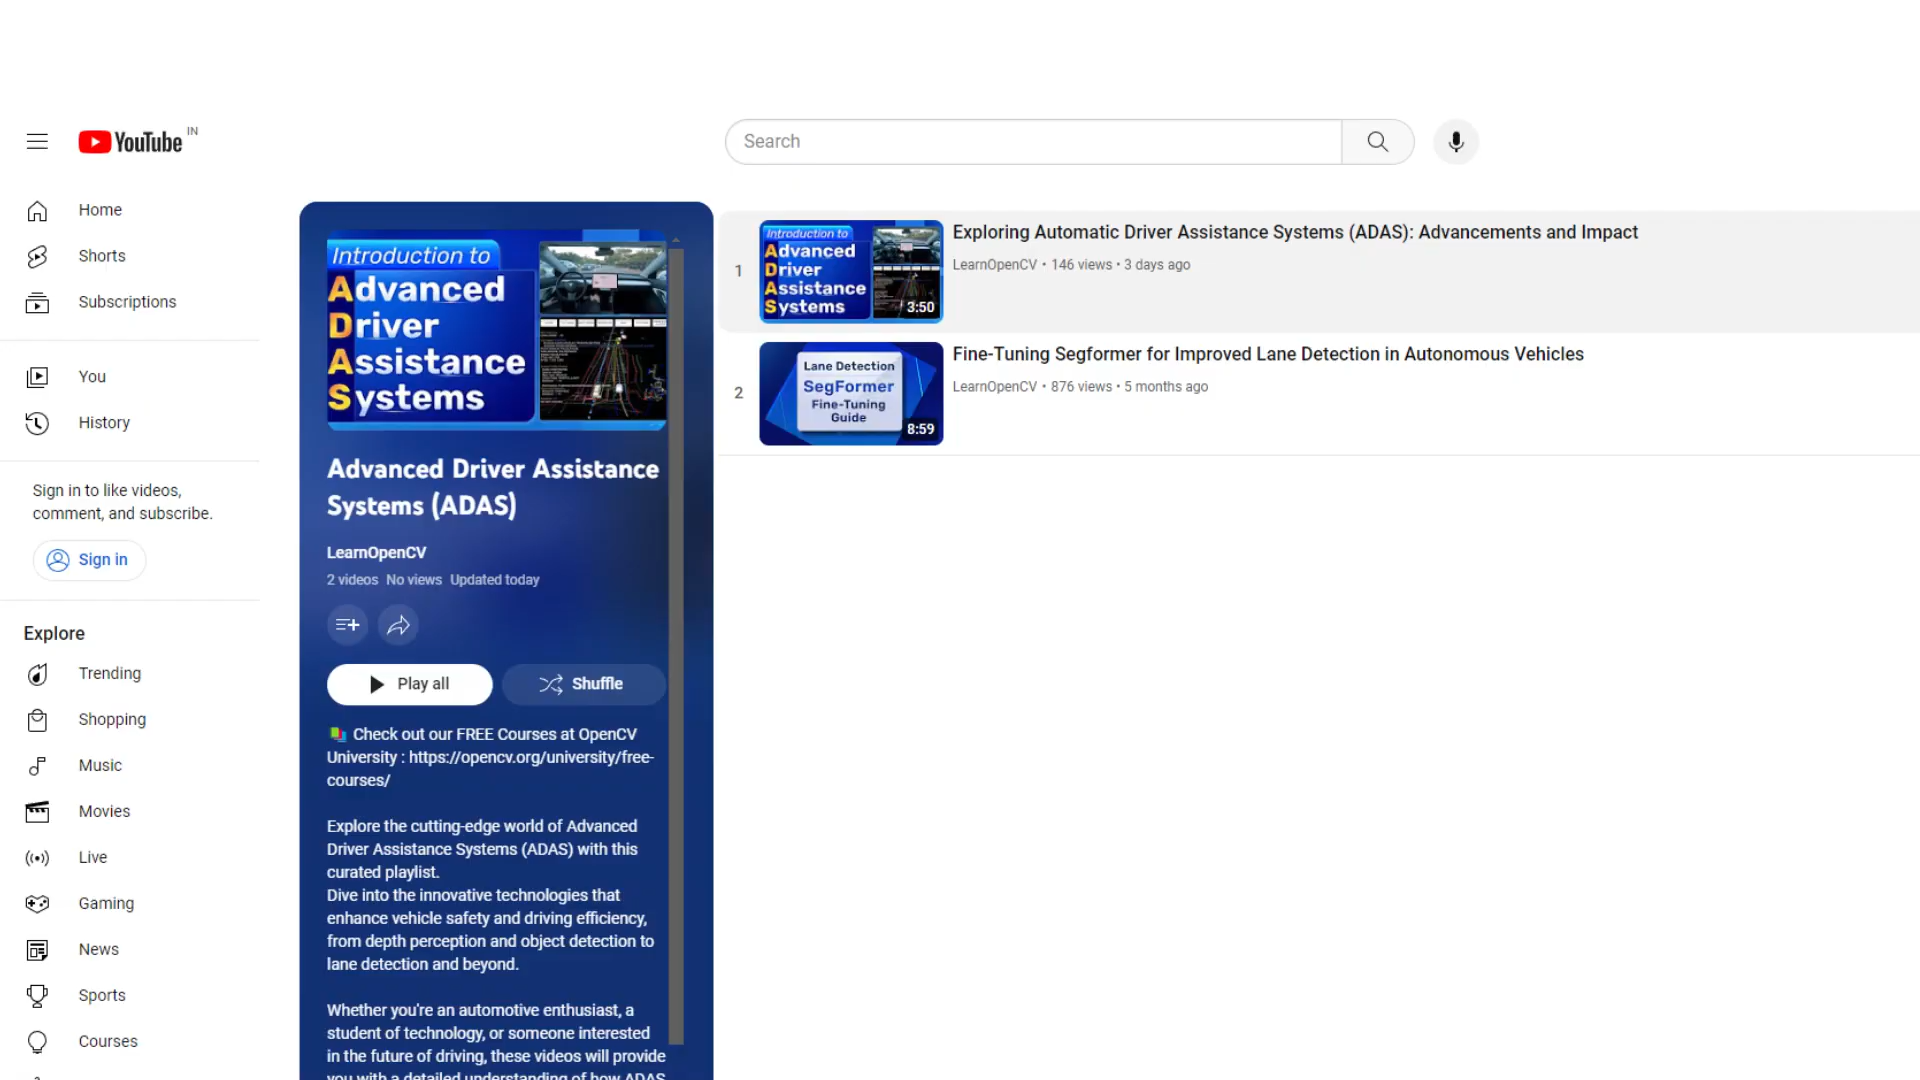 YouTube IN
Search
Home
Shorts
Subscriptions
You
History
Sign in to like videos,
comment, and subscribe.
Sign in
Explore
Trending
Shopping
Music
Movies
Live
Gaming
News
Sports
Courses
Introduction to
Advanced
Driver
Assistance
Systems
Advanced Driver Assistance
Systems (ADAS)
LearnOpenCV
2 videos No views Updated today
Play all
Shuffle
Check out our FREE Courses at OpenCV
University : https://opencv.org/university/free-
courses/
Explore the cutting-edge world of Advanced
Driver Assistance Systems (ADAS) with this
curated playlist.
Dive into the innovative technologies that
enhance vehicle safety and driving efficiency,
from depth perception and object detection to
lane detection and beyond.
Whether you're an automotive enthusiast, a
student of technology, or someone interested
in the future of driving, these videos will provide
you with a detailed understanding of how ADAS
1
Introduction to
Advanced
Driver
Assistance
Systems
3:50
Exploring Automatic Driver Assistance Systems (ADAS): Advancements and Impact
LearnOpenCV • 146 views • 3 days ago
2
Lane Detection
SegFormer
Fine-Tuning
Guide
8:59
Fine-Tuning Segformer for Improved Lane Detection in Autonomous Vehicles
LearnOpenCV • 876 views • 5 months ago